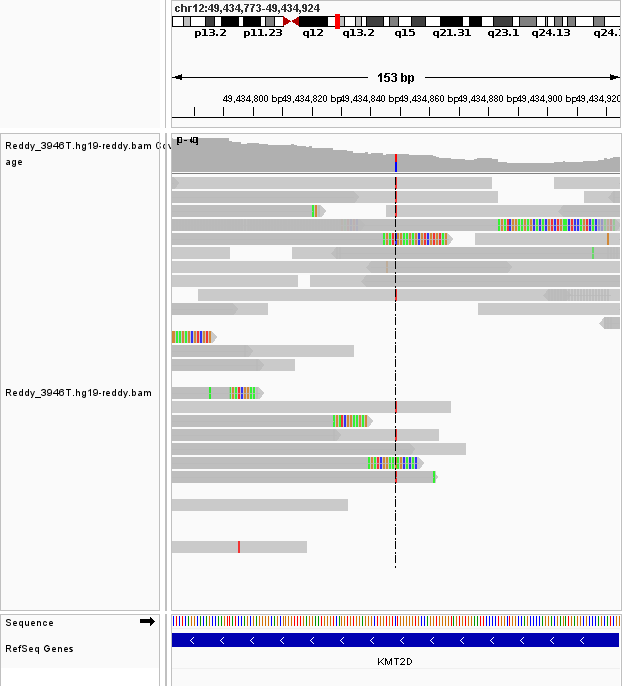 chr12:49,434,773-49,434,924
p13.2 p11.23 q12 q13.2 q15 q21.31 q23.1 q24.13 q24.
153 bp
49,434,800 bp 49,434,820 bp 49,434,840 bp 49,434,860 bp 49,434,880 bp 49,434,900 bp 49,434,920
Reddy_3946T.hg19-reddy.bam Cov
age
Reddy_3946T.hg19-reddy.bam
Sequence
RefSeq Genes
KMT2D